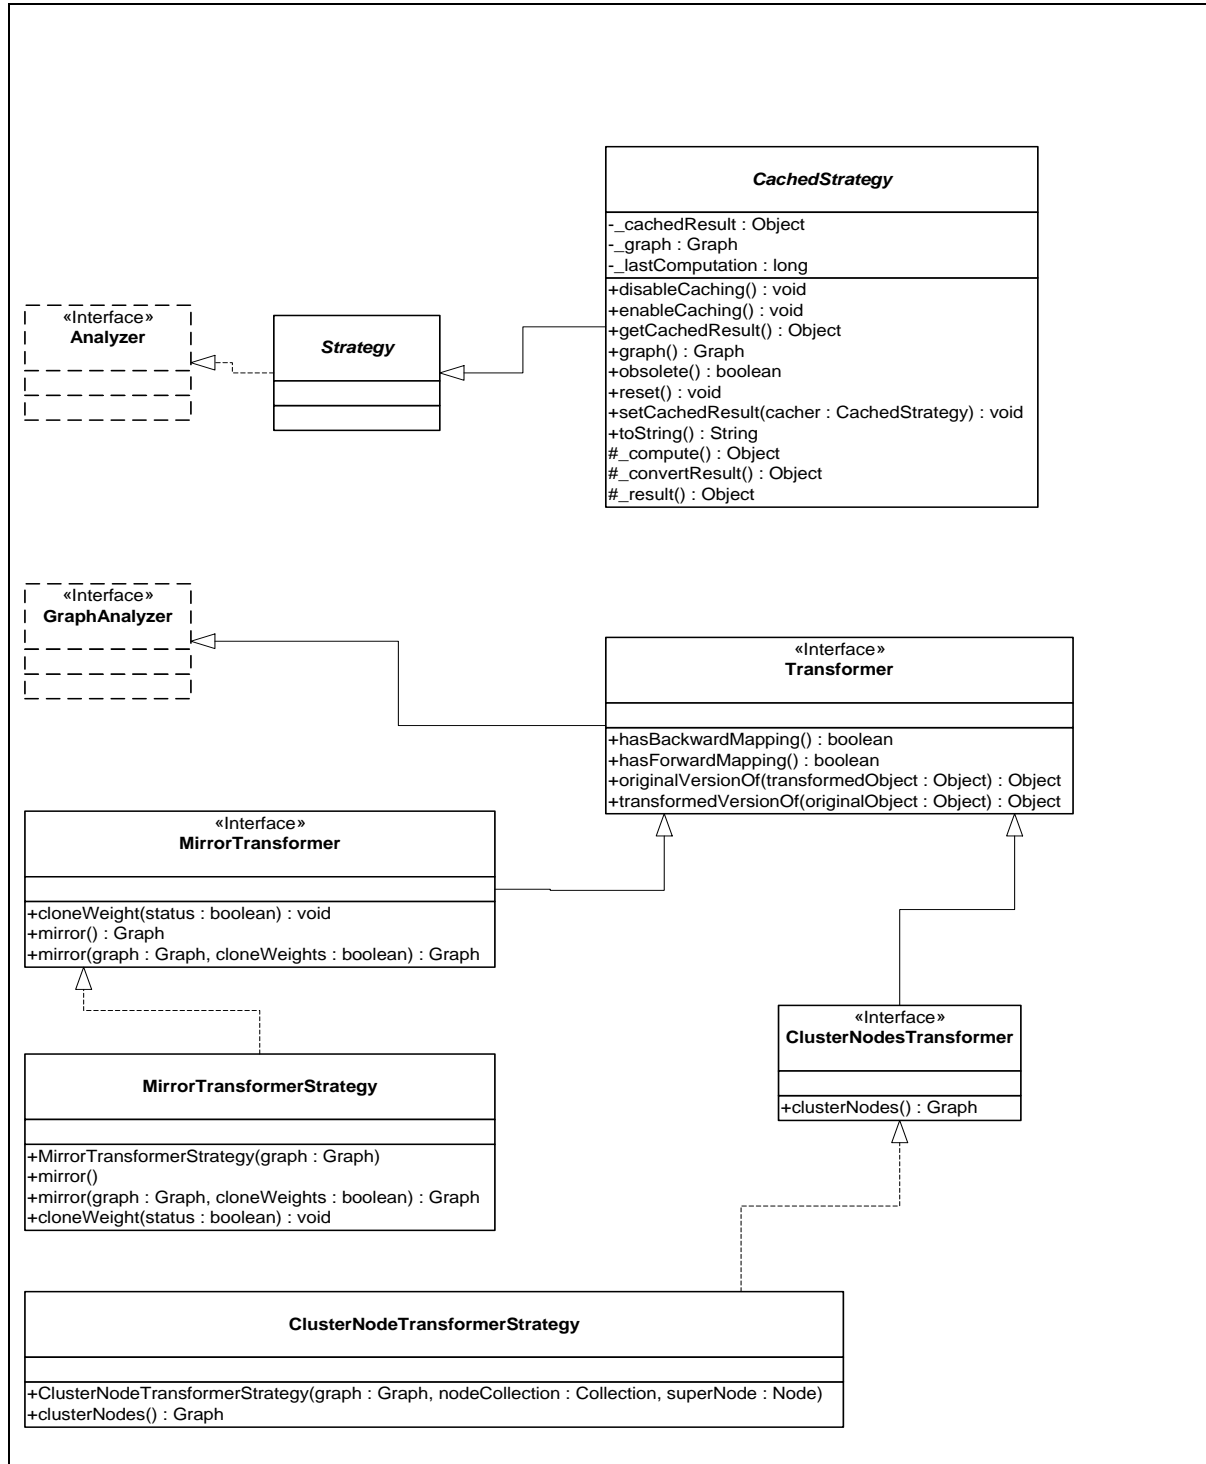 CachedStrategy
-_cachedResult : Object
-_graph : Graph
-_lastComputation : long
+disableCaching() : void
+enableCaching() : void
+getCachedResult() : Object
+graph() : Graph
+obsolete() : boolean
+reset() : void
+setCachedResult(cacher : CachedStrategy) : void
+toString() : String
#_compute() : Object
#_convertResult() : Object
#_result() : Object
«Interface»
Analyzer
Strategy
«Interface»
GraphAnalyzer
«Interface»
Transformer
+hasBackwardMapping() : boolean
+hasForwardMapping() : boolean
+originalVersionOf(transformedObject : Object) : Object
+transformedVersionOf(originalObject : Object) : Object
«Interface»
MirrorTransformer
+cloneWeight(status : boolean) : void
+mirror() : Graph
+mirror(graph : Graph, cloneWeights : boolean) : Graph
«Interface»
ClusterNodesTransformer
+clusterNodes() : Graph
MirrorTransformerStrategy
+MirrorTransformerStrategy(graph : Graph)
+mirror()
+mirror(graph : Graph, cloneWeights : boolean) : Graph
+cloneWeight(status : boolean) : void
ClusterNodeTransformerStrategy
+ClusterNodeTransformerStrategy(graph : Graph, nodeCollection : Collection, superNode : Node)
+clusterNodes() : Graph